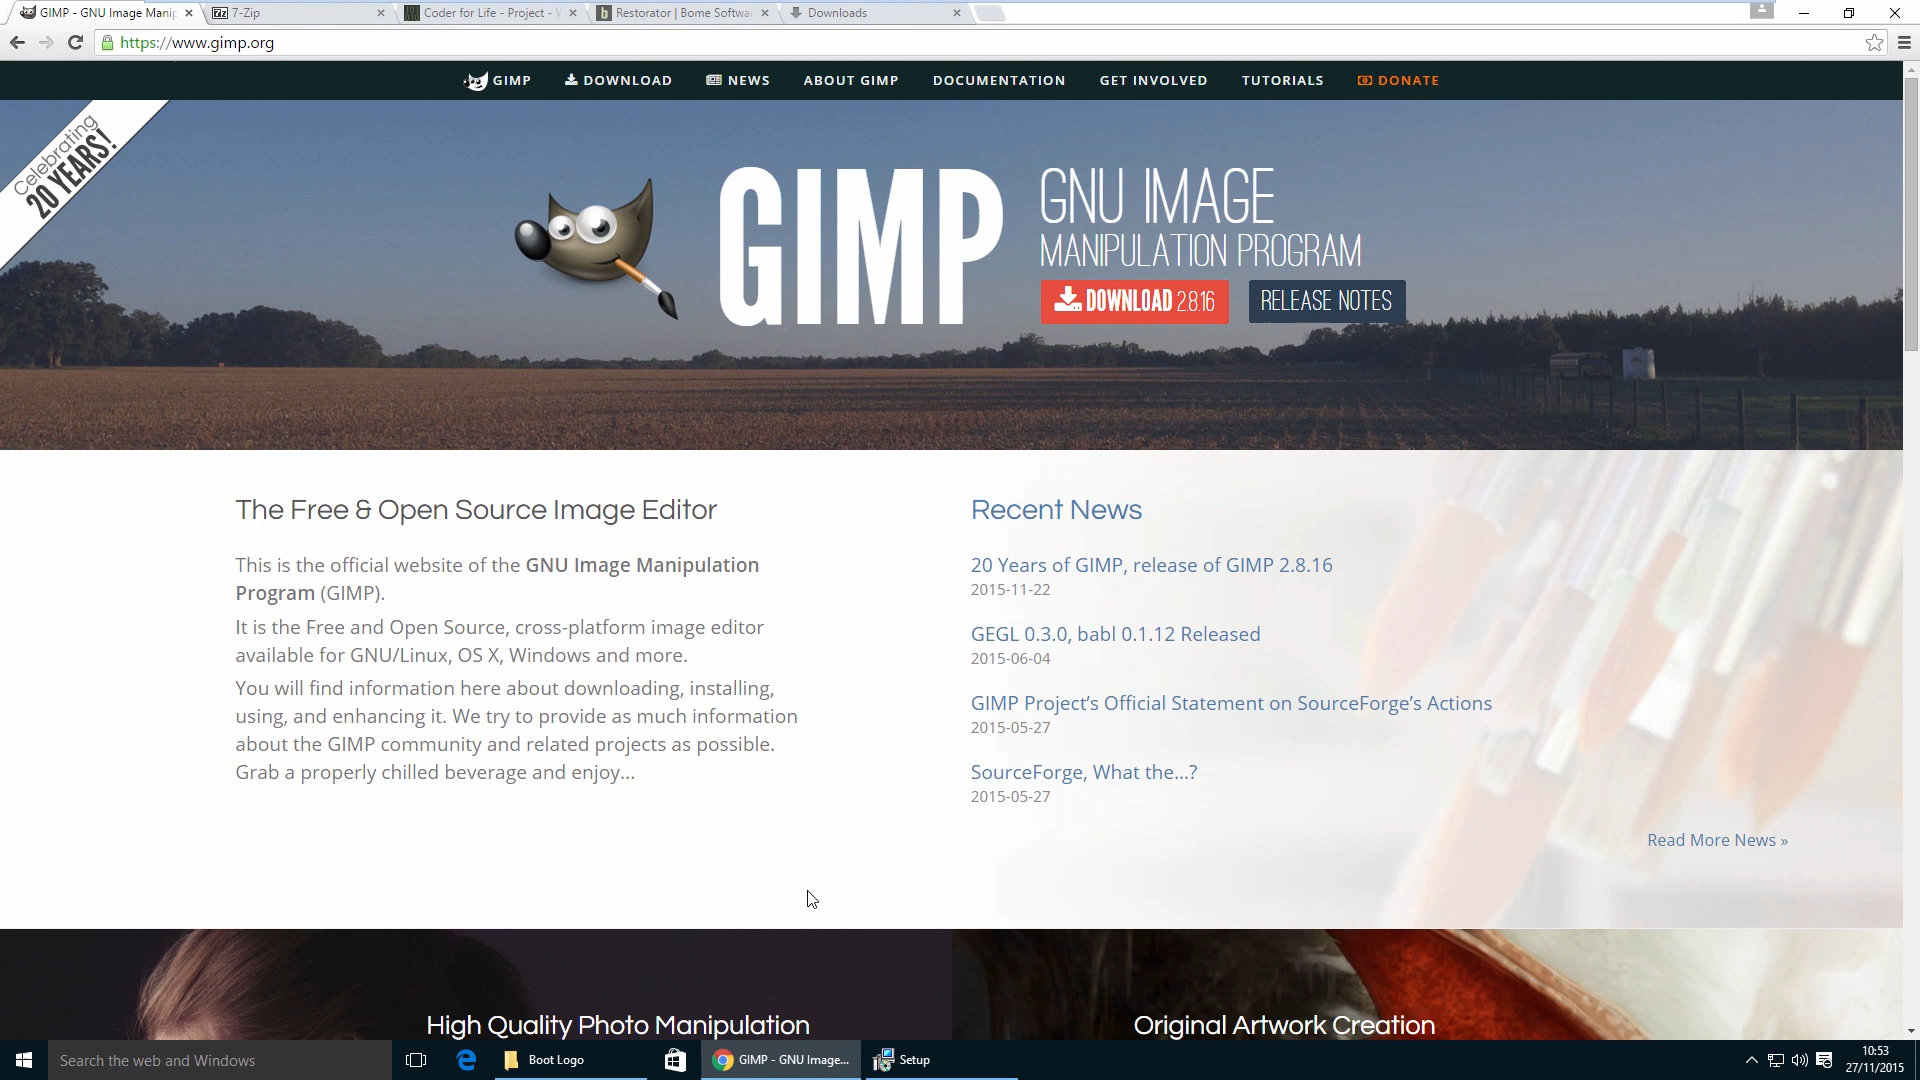 GIMP - GNU Image Manip
7-Zip
Coder for Life - Project - W
Restorator | Bome Softwar
Downloads
https://www.gimp.org
GIMP
DOWNLOAD
NEWS
ABOUT GIMP
DOCUMENTATION
GET INVOLVED
TUTORIALS
DONATE
Celebrating
20 YEARS!
GIMP
GNU IMAGE
MANIPULATION PROGRAM
DOWNLOAD 2.8.16
RELEASE NOTES
The Free & Open Source Image Editor
This is the official website of the GNU Image Manipulation
Program (GIMP).
It is the Free and Open Source, cross-platform image editor
available for GNU/Linux, OS X, Windows and more.
You will find information here about downloading, installing,
using, and enhancing it. We try to provide as much information
about the GIMP community and related projects as possible.
Grab a properly chilled beverage and enjoy...
Recent News
20 Years of GIMP, release of GIMP 2.8.16
2015-11-22
GEGL 0.3.0, babl 0.1.12 Released
2015-06-04
GIMP Project’s Official Statement on SourceForge’s Actions
2015-05-27
SourceForge, What the...?
2015-05-27
Read More News »
High Quality Photo Manipulation
Original Artwork Creation
Search the web and Windows
Boot Logo
GIMP - GNU Image...
Setup
10:53
27/11/2015